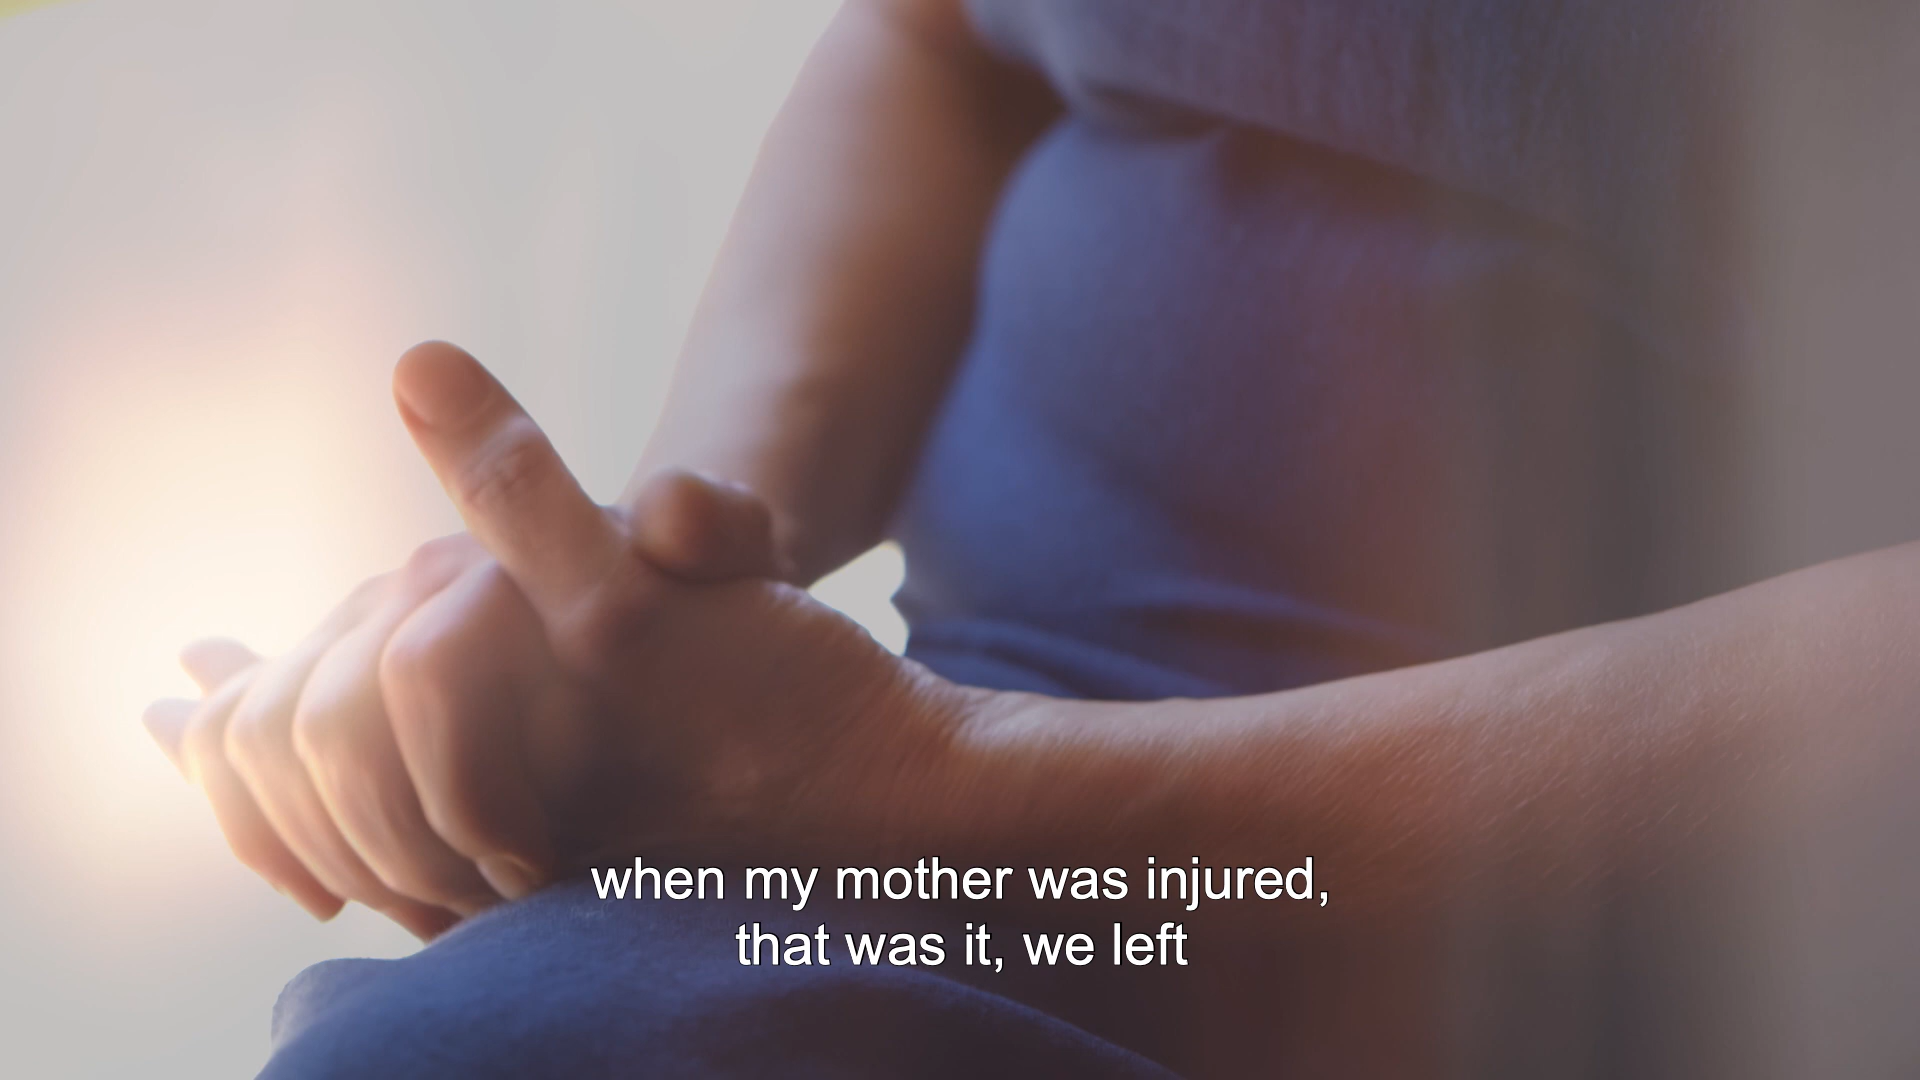 when my mother was injured,
that was it, we left